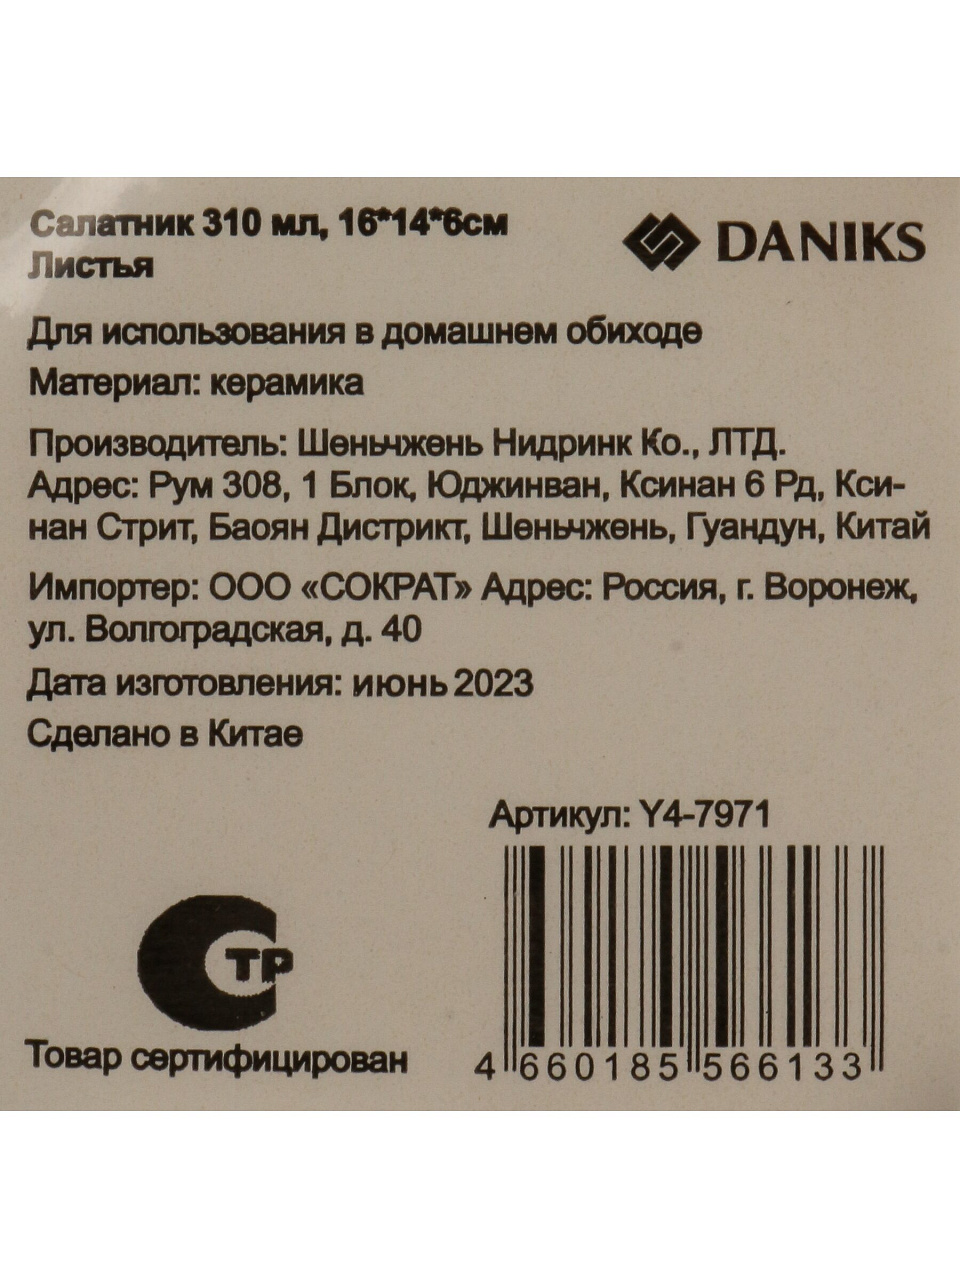 Салатник 310 мл, 16*14*6см
Листья
DANIKS
Для использования в домашнем обиходе
Материал: керамика
Производитель: Шеньчжень Нидринк Ко., ЛТД.
Адрес: Рум 308, 1 Блок, Юджинван, Ксинан 6 Рд, Кси-
нан Стрит, Баоян Дистрикт, Шеньчжень, Гуандун, Китай
Импортер: ООО «СОКРАТ» Адрес: Россия, г. Воронеж,
ул. Волгоградская, д. 40
Дата изготовления: июнь 2023
Сделано в Китае
Артикул: Y4-7971
ТР
Товар сертифицирован
4 660185 566133